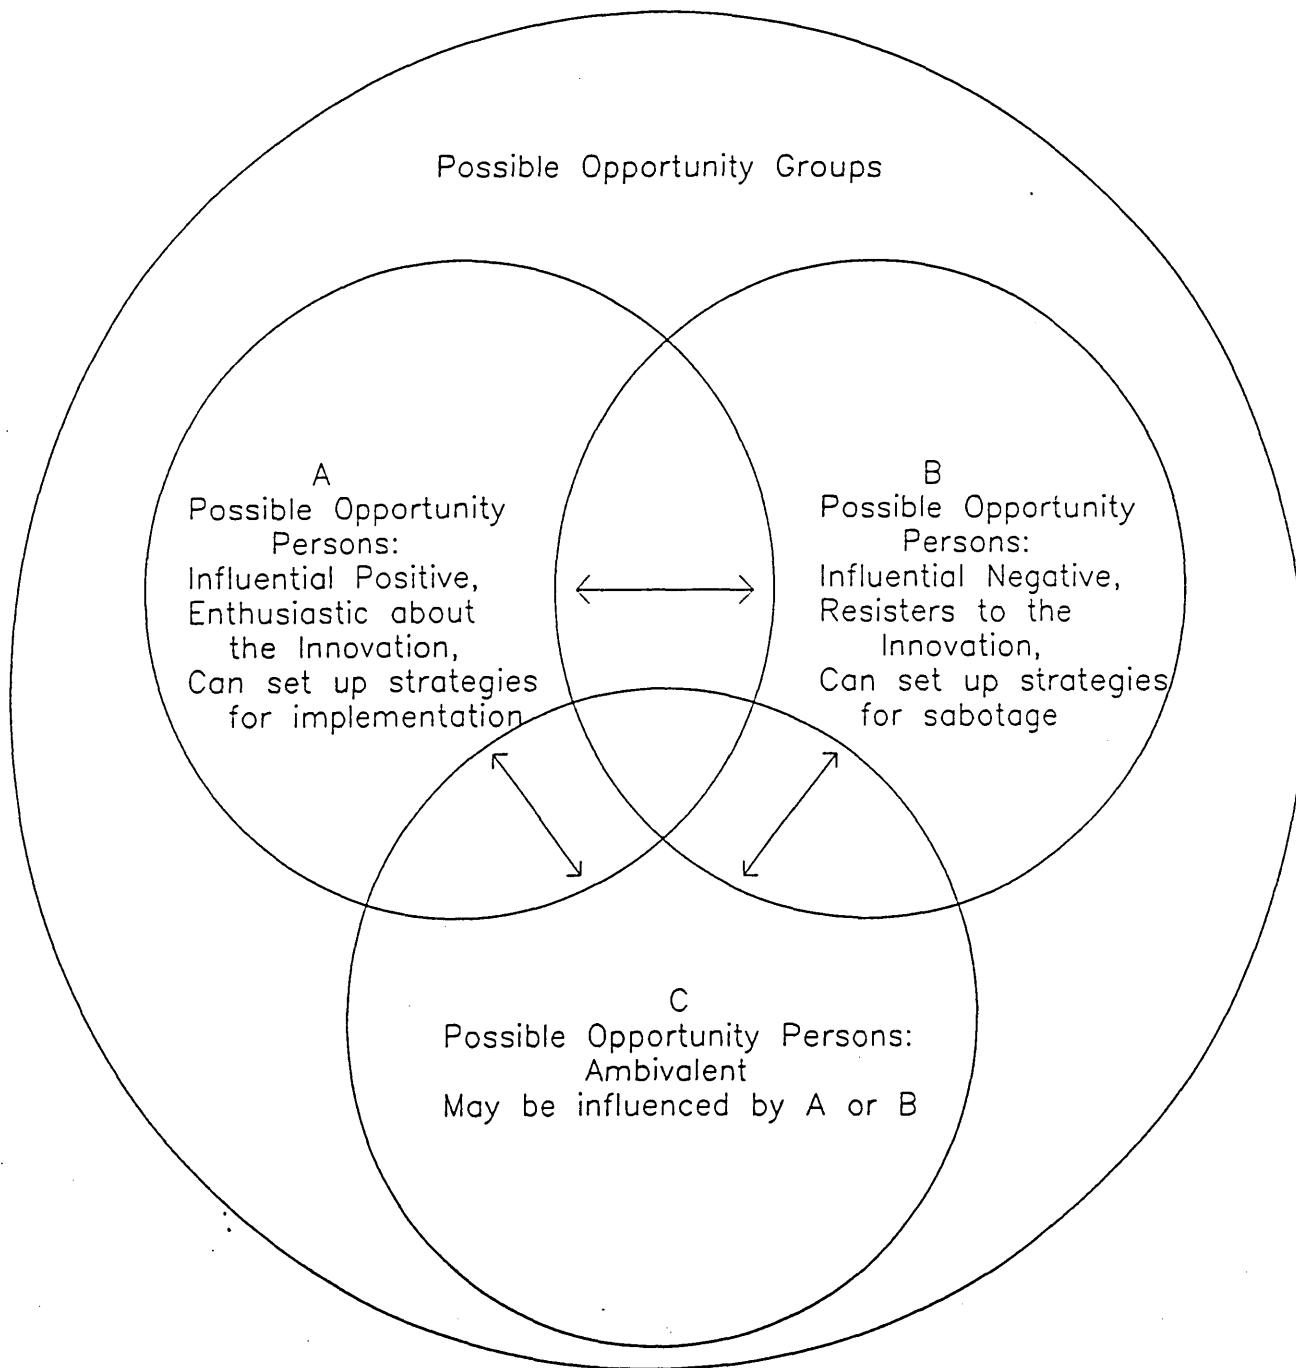 Possible Opportunity Groups
A
Possible Opportunity
Persons:
Influential Positive,
Enthusiastic about
the Innovation,
Can set up strategies
for implementation
B
Possible Opportunity
Persons:
Influential Negative,
Resisters to the
Innovation,
Can set up strategies
for sabotage
C
Possible Opportunity Persons:
Ambivalent
May be influenced by A or B